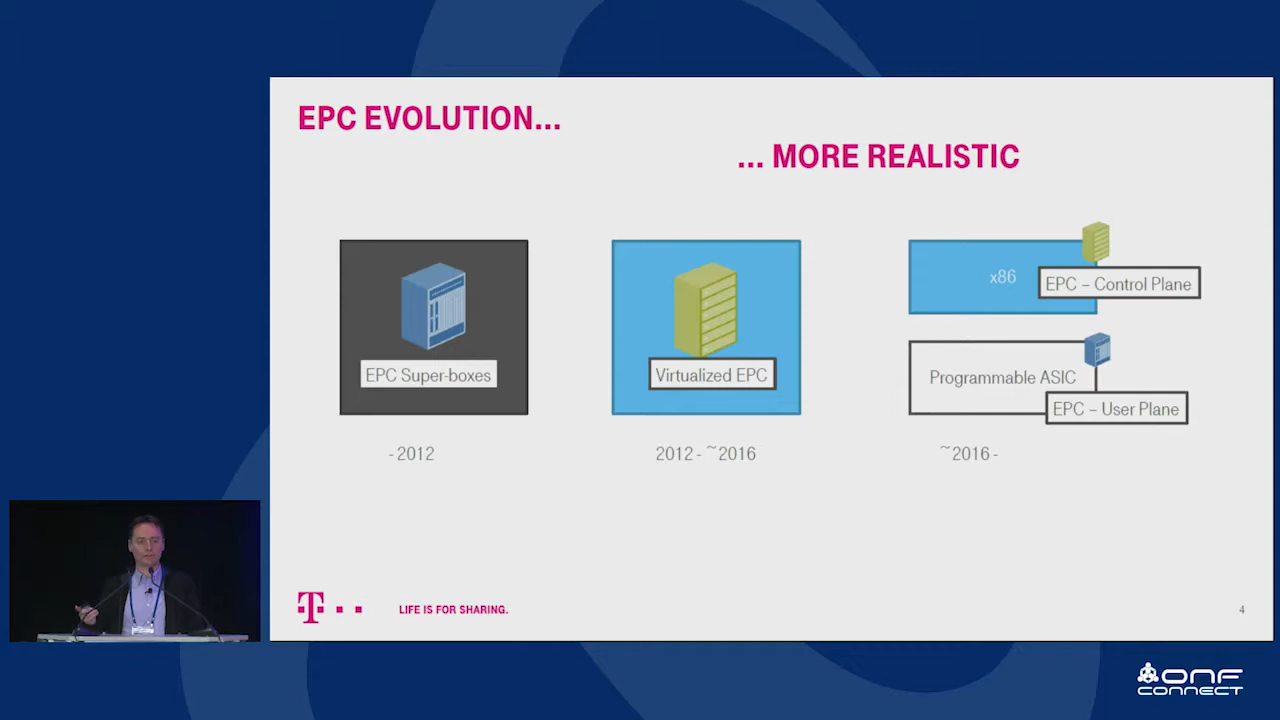 EPC EVOLUTION...
... MORE REALISTIC
EPC Super-boxes
- 2012
Virtualized EPC
2012 - ~2016
x86
EPC – Control Plane
Programmable ASIC
EPC – User Plane
~2016 -
T
LIFE IS FOR SHARING.
4
ONF
CONNECT